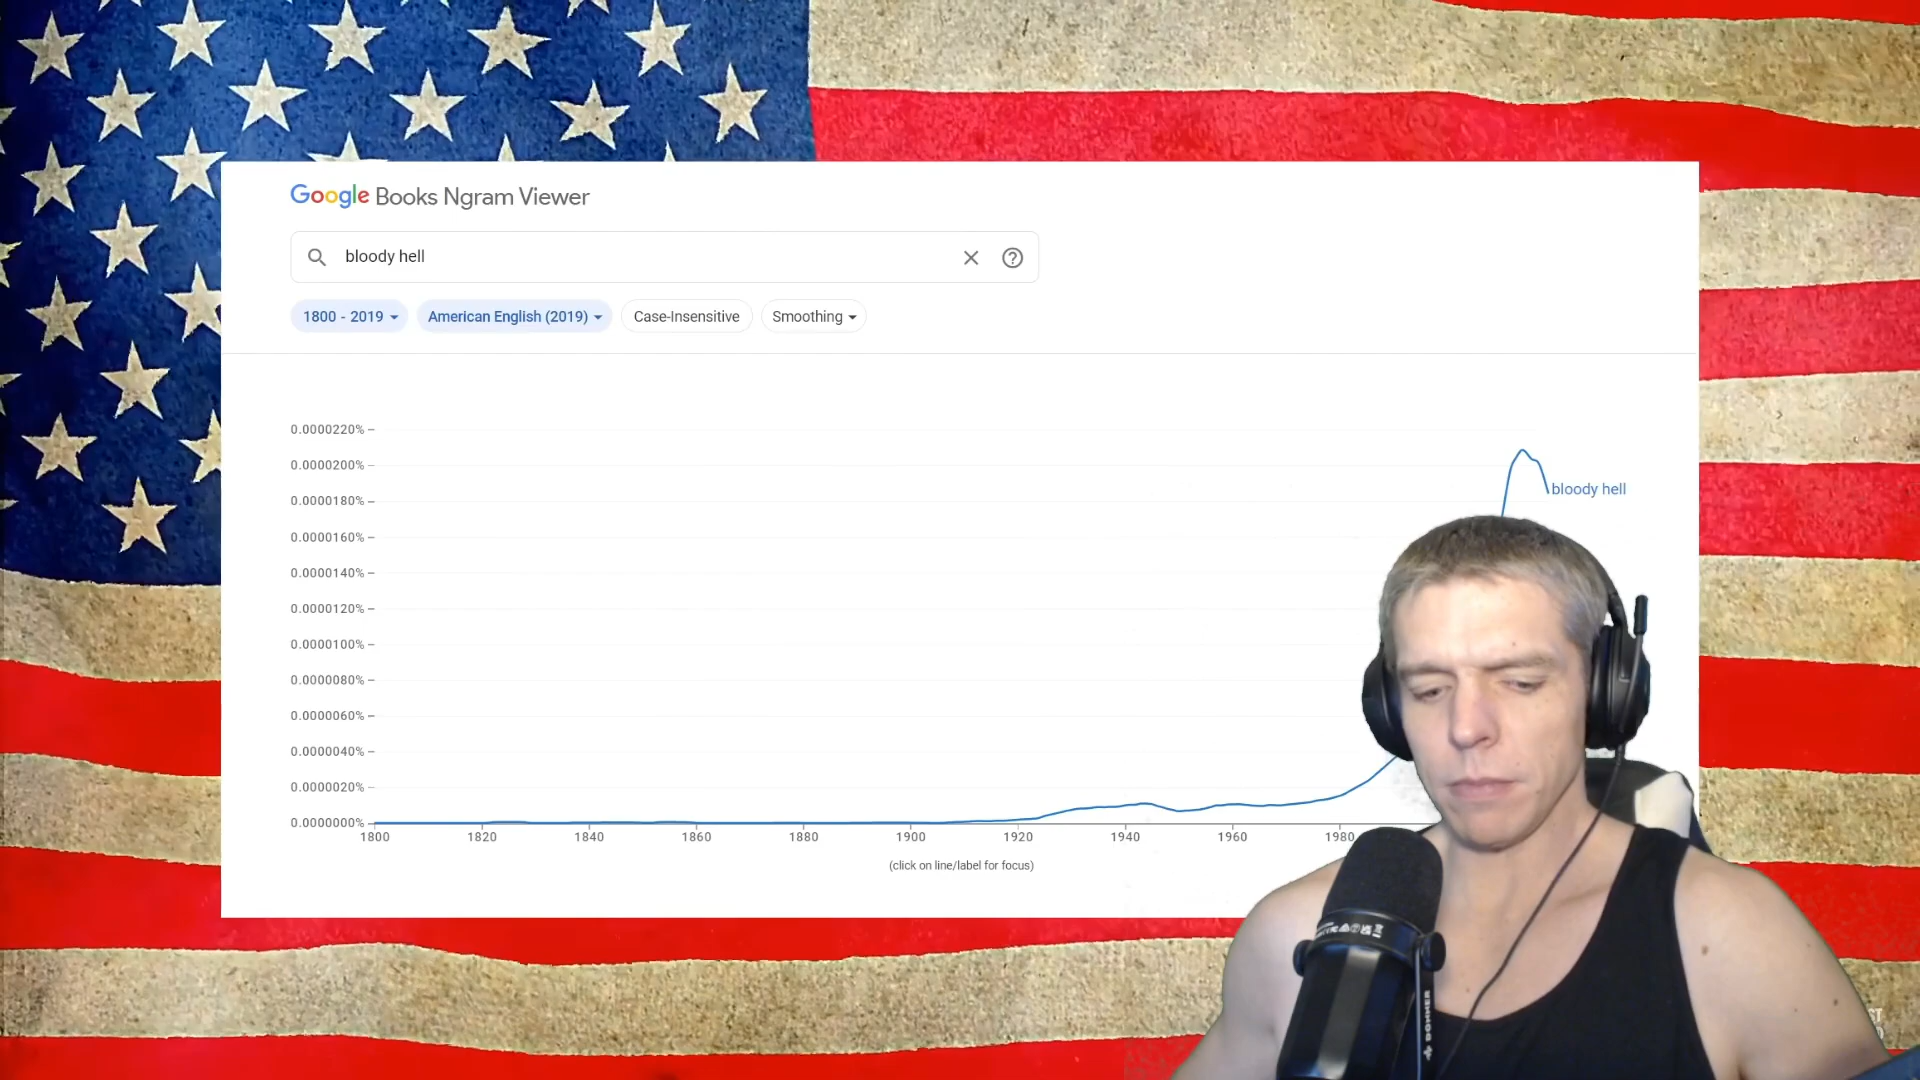 Google Books Ngram Viewer
bloody hell
1800 - 2019
American English (2019)
Case-Insensitive
Smoothing
0.0000220%
0.0000200%
0.0000180%
0.0000160%
0.0000140%
0.0000120%
0.0000100%
0.0000080%
0.0000060%
0.0000040%
0.0000020%
0.0000000%
bloody hell
1800 1820 1840 1860 1880 1900 1920 1940 1960 1980
(click on line/label for focus)
DONNER